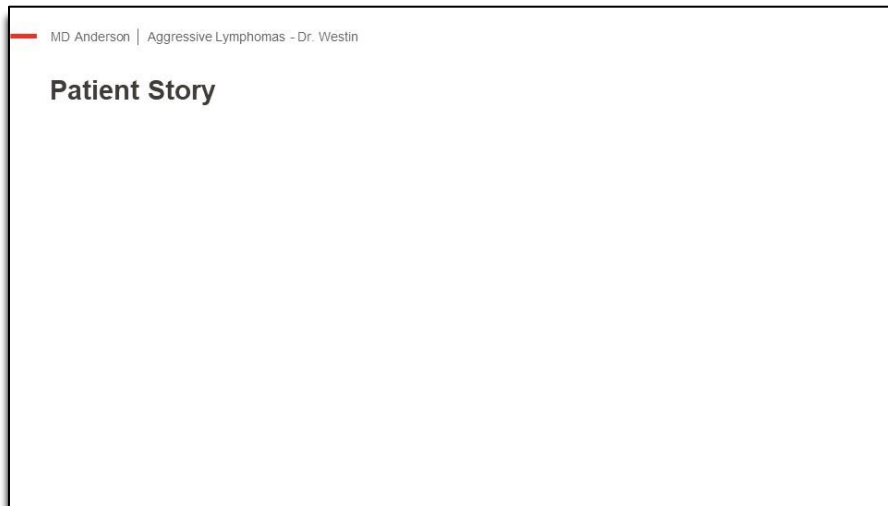 MD Anderson | Aggressive Lymphomas - Dr. Westin
Patient Story